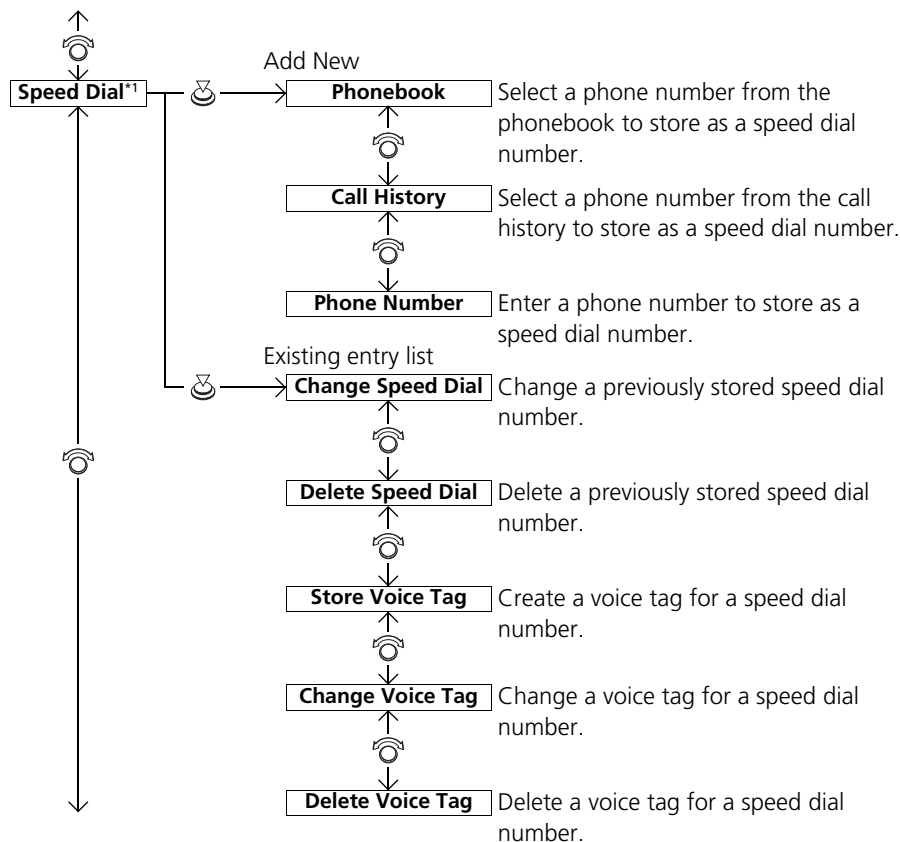 Add New
Speed Dial*1
Phonebook
Select a phone number from the
phonebook to store as a speed dial
number.
Call History
Select a phone number from the call
history to store as a speed dial number.
Phone Number
Enter a phone number to store as a
speed dial number.
Existing entry list
Change Speed Dial
Change a previously stored speed dial
number.
Delete Speed Dial
Delete a previously stored speed dial
number.
Store Voice Tag
Create a voice tag for a speed dial
number.
Change Voice Tag
Change a voice tag for a speed dial
number.
Delete Voice Tag
Delete a voice tag for a speed dial
number.